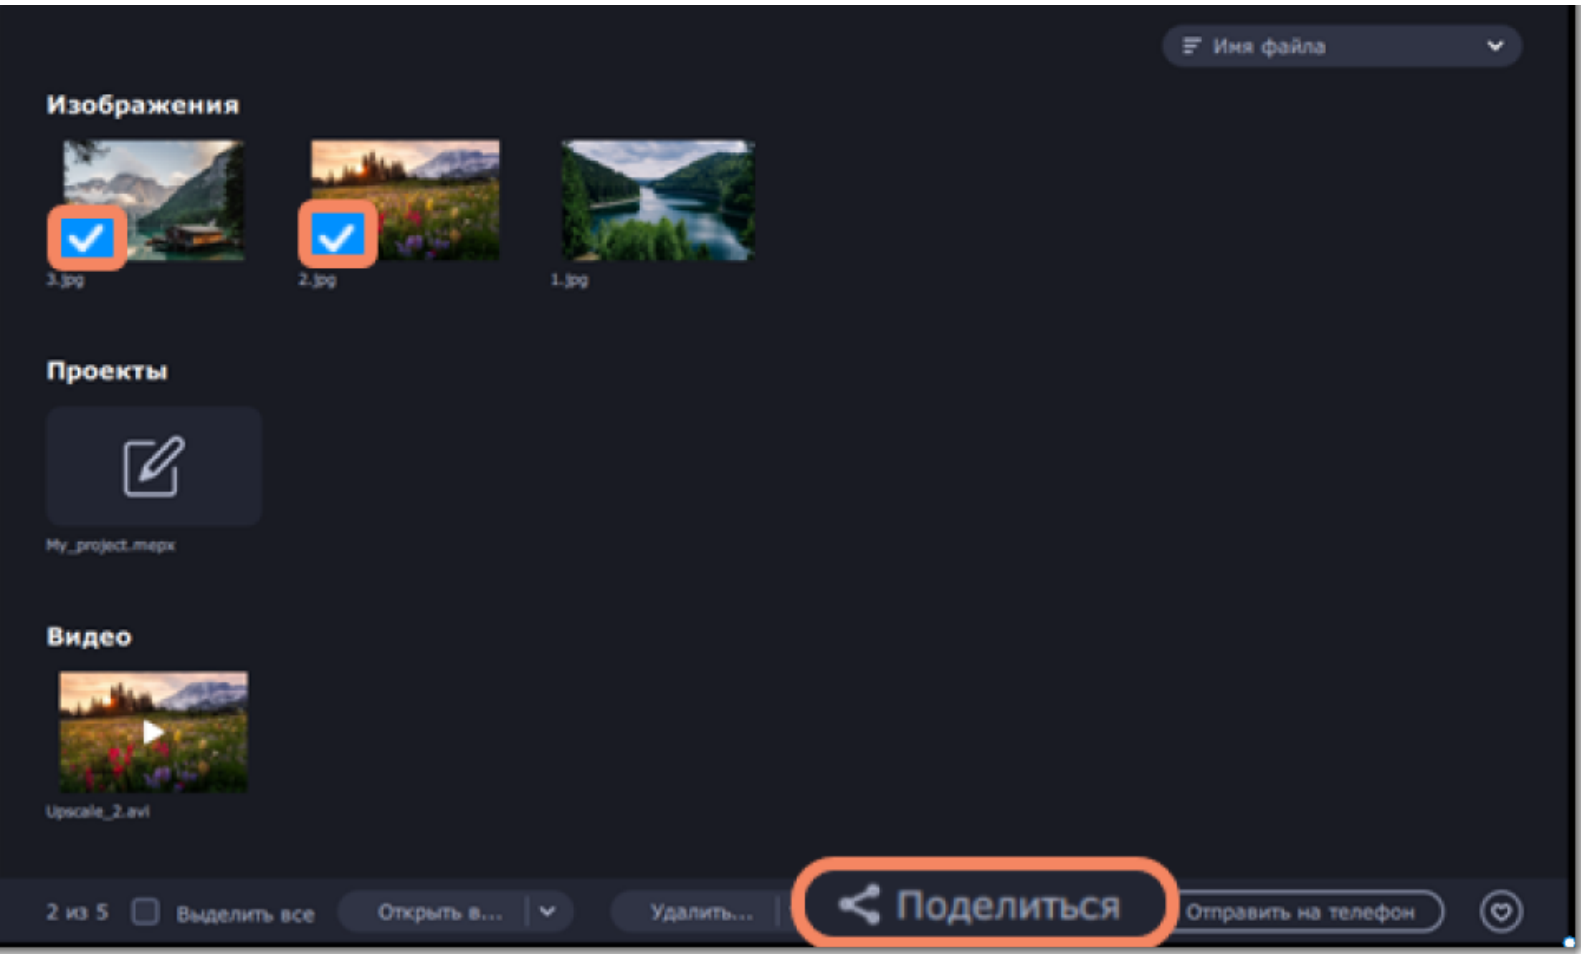 Имя файла
Изображения
3.jpg
2.jpg
1.jpg
Проекты
My_project.mepx
Видео
Upscale_2.avi
2 из 5
Выделить все
Открыть в...
Удалить...
Поделиться
Отправить на телефон